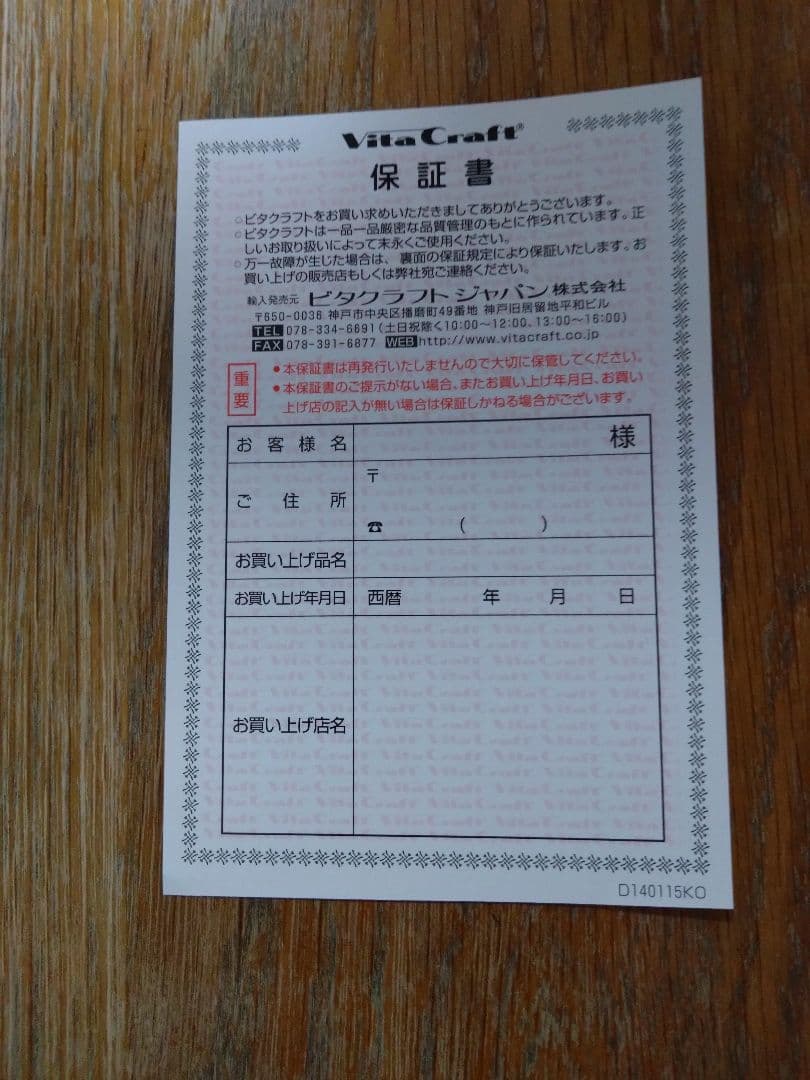 Vita Craft®
保証書
○ビタクラフトをお買い求めいただきましてありがとうございます。
○ビタクラフトは一品一品厳密な品質管理のもとに作られています。正
しいお取り扱いによって末永くご使用ください。
○万一故障が生じた場合は、裏面の保証規定により保証いたします。お
買い上げの販売店もしくは弊社宛ご連絡ください。
輸入発売元 ビタクラフト ジャパン 株式会社
〒650-0036 神戸市中央区播磨町49番地 神戸旧居留地平和ビル
TEL 078-334-6691(土日祝除く10:00〜12:00、13:00〜16:00)
FAX 078-391-6877 WEB http://www.vitacraft.co.jp
重要
●本保証書は再発行いたしませんので大切に保管してください。
●本保証書のご提示がない場合、またお買い上げ年月日、お買い
上げ店の記入が無い場合は保証しかねる場合がございます。
お客様名 様
ご住所 〒
☎ ( )
お買い上げ品名
お買い上げ年月日 西暦 年 月 日
お買い上げ店名
D140115KO